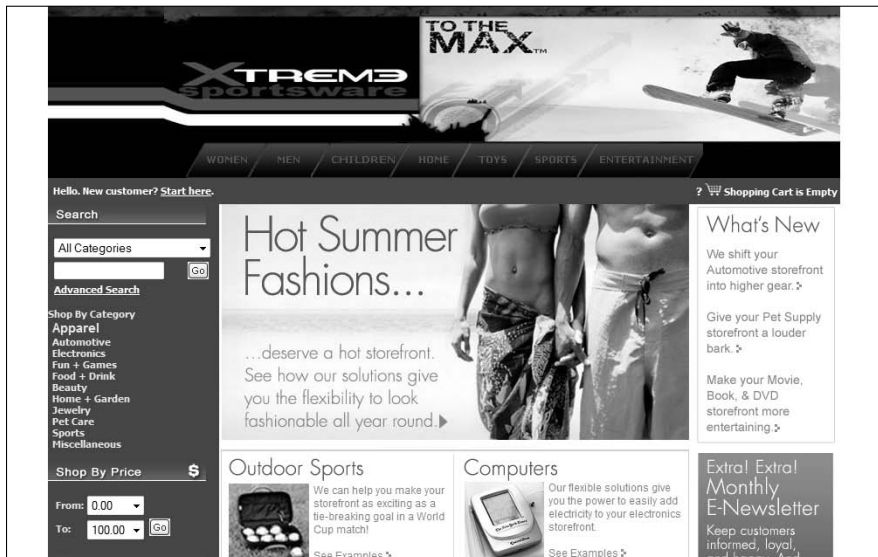 TO THE
MAX™
XTREME
sportsware
WOMEN MEN CHILDREN HOME TOYS SPORTS ENTERTAINMENT
Hello. New customer? Start here.
? Shopping Cart is Empty
Search
All Categories
Go
Advanced Search
Shop By Category
Apparel
Automotive
Electronics
Fun + Games
Food + Drink
Beauty
Home + Garden
Jewelry
Pet Care
Sports
Miscellaneous
Shop By Price $
From: 0.00
To: 100.00 Go
Hot Summer
Fashions...
...deserve a hot storefront.
See how our solutions give
you the flexibility to look
fashionable all year round.
What's New
We shift your
Automotive storefront
into higher gear.
Give your Pet Supply
storefront a louder
bark.
Make your Movie,
Book, & DVD
storefront more
entertaining.
Outdoor Sports
We can help you make your
storefront as exciting as a
tie-breaking goal in a World
Cup match!
See Examples
Computers
Our flexible solutions give
you the power to easily add
electricity to your electronics
storefront.
See Examples
Extra! Extra!
Monthly
E-Newsletter
Keep customers
informed, loyal,